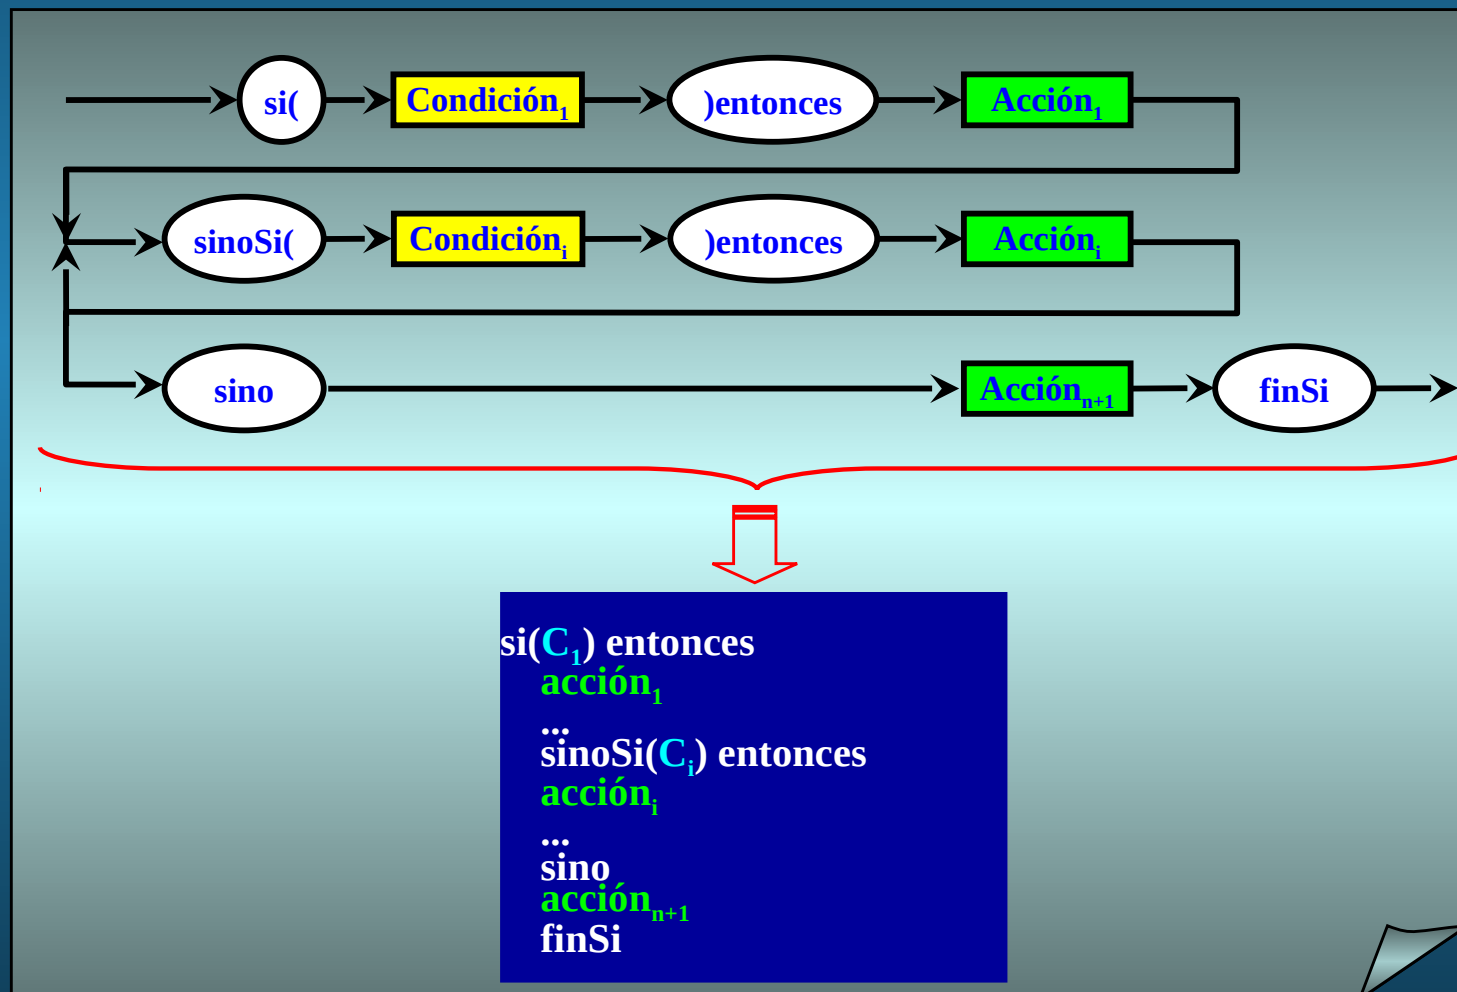 si( Condición1 )entonces Acción1
sinoSi( Condicióni )entonces Accióni
sino Acciónn+1 finSi
si(C1) entonces
acción1
...
sinoSi(Ci) entonces
accióni
...
sino
acciónn+1
finSi